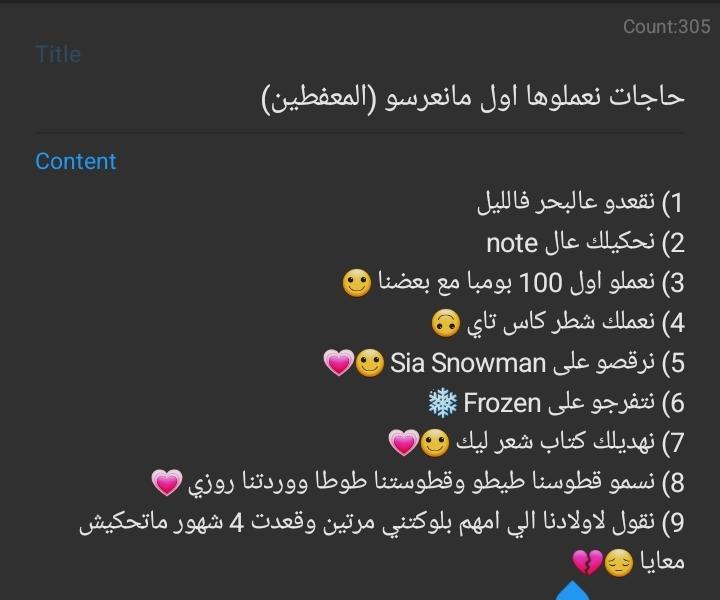 Count:305
Title
حاجات نعملوها اول مانعرسو (المعفطين)
Content
1) نقعدو عالبحر فالليل
2) نحكيلك عال note
3) نعملو اول 100 بومبا مع بعضنا 🙂
4) نعملك شطر كاس تاي 🙃
5) نرقصو على Sia Snowman 🙂💗
6) نتفرجو على Frozen ❄️
7) نهديلك كتاب شعر ليك 🙂💗
8) نسمو قطوسنا طيطو وقطوستنا طوطا ووردتنا روزي 💗
9) نقول لاولادنا الي امهم بلوكتني مرتين وقعدت 4 شهور ماتحكيش
معايا 😔💔